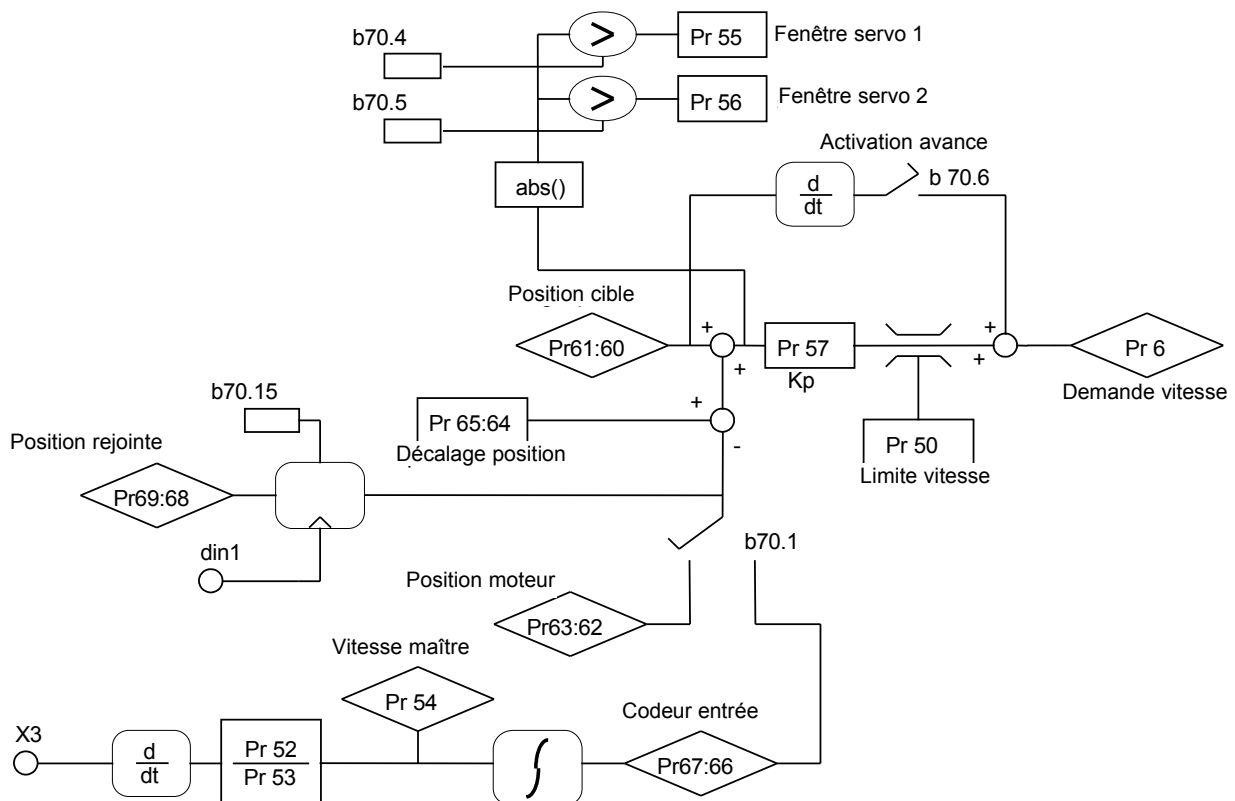 b70.4
>
Pr 55
Fenêtre servo 1
b70.5
>
Pr 56
Fenêtre servo 2
Activation avance
abs()
d
dt
b 70.6
Position cible
Pr61:60
+
+
Pr 57
Kp
+
+
Pr 6
Demande vitesse
b70.15
Pr 65:64
+
-
Décalage position
Pr 50
Limite vitesse
Position rejointe
Pr69:68
din1
b70.1
Position moteur
Pr63:62
Vitesse maître
Pr 54
X3
d
dt
Pr 52
Pr 53
∫
Codeur entrée
Pr67:66